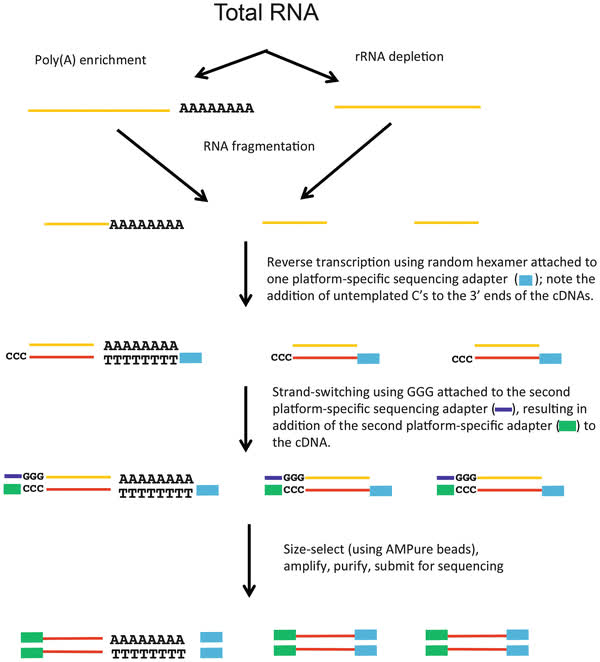 Total RNA
Poly(A) enrichment
rRNA depletion
AAAAAAAA
RNA fragmentation
AAAAAAAA
Reverse transcription using random hexamer attached to
one platform-specific sequencing adapter ( ); note the
addition of untemplated C's to the 3' ends of the cDNAs.
AAAAAAAA
CCC TTTTTTTT
CCC
CCC
Strand-switching using GGG attached to the second
platform-specific sequencing adapter ( ), resulting in
addition of the second platform-specific adapter ( ) to
the cDNA.
GGG AAAAAAAA GGG GGG
CCC TTTTTTTT CCC CCC
Size-select (using AMPure beads),
amplify, purify, submit for sequencing
AAAAAAAA
TTTTTTTT